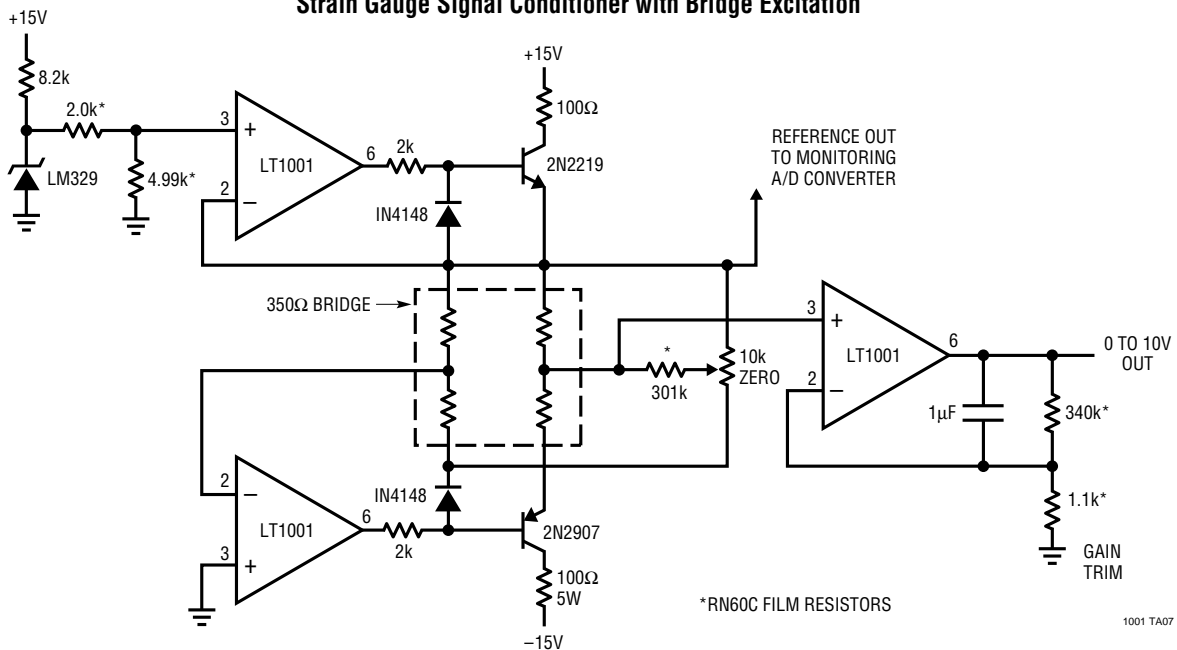 Strain Gauge Signal Conditioner with Bridge Excitation
+15V
8.2k
2.0k*
LM329
4.99k*
3
+
2
–
LT1001
6
2k
IN4148
+15V
100Ω
2N2219
REFERENCE OUT
TO MONITORING
A/D CONVERTER
350Ω BRIDGE
*
301k
10k
ZERO
3
+
2
–
LT1001
6
0 TO 10V
OUT
1µF
340k*
1.1k*
GAIN
TRIM
2
–
3
+
LT1001
6
2k
IN4148
2N2907
100Ω
5W
–15V
*RN60C FILM RESISTORS
1001 TA07